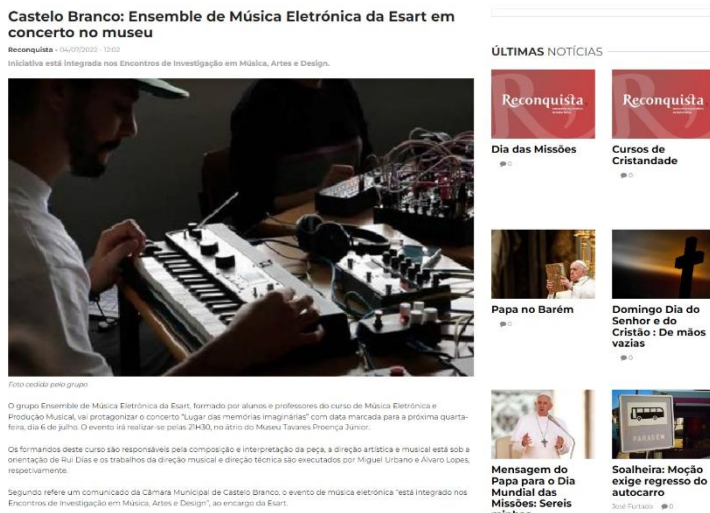 Castelo Branco: Ensemble de Música Eletrónica da Esart em
concerto no museu
Reconquista - 04/07/2022 - 12:02
Iniciativa está integrada nos Encontros de Investigação em Música, Artes e Design.
Foto cedida pelo grupo
O grupo Ensemble de Música Eletrónica da Esart, formado por alunos e professores do curso de Música Eletrónica e
Produção Musical, vai protagonizar o concerto "Lugar das memórias imaginárias" com data marcada para a próxima quarta-
feira, dia 6 de julho. O evento irá realizar-se pelas 21H30, no átrio do Museu Tavares Proença Júnior.
Os formandos deste curso são responsáveis pela composição e interpretação da peça, a direção artística e musical está sob a
orientação de Rui Dias e os trabalhos da direção musical e direção técnica são executados por Miguel Urbano e Álvaro Lopes,
respetivamente.
Segundo refere um comunicado da Câmara Municipal de Castelo Branco, o evento de música eletrónica "está integrado nos
Encontros de Investigação em Música, Artes e Design", ao encargo da Esart.
ÚLTIMAS NOTÍCIAS
Reconquista
Dia das Missões
0
Reconquista
Cursos de
Cristandade
0
Papa no Barém
0
Domingo Dia do
Senhor e do
Cristão : De mãos
vazias
0
Mensagem do
Papa para o Dia
Mundial das
Missões: Sereis
PARAGEM
Soalheira: Moção
exige regresso do
autocarro
José Furtado 0